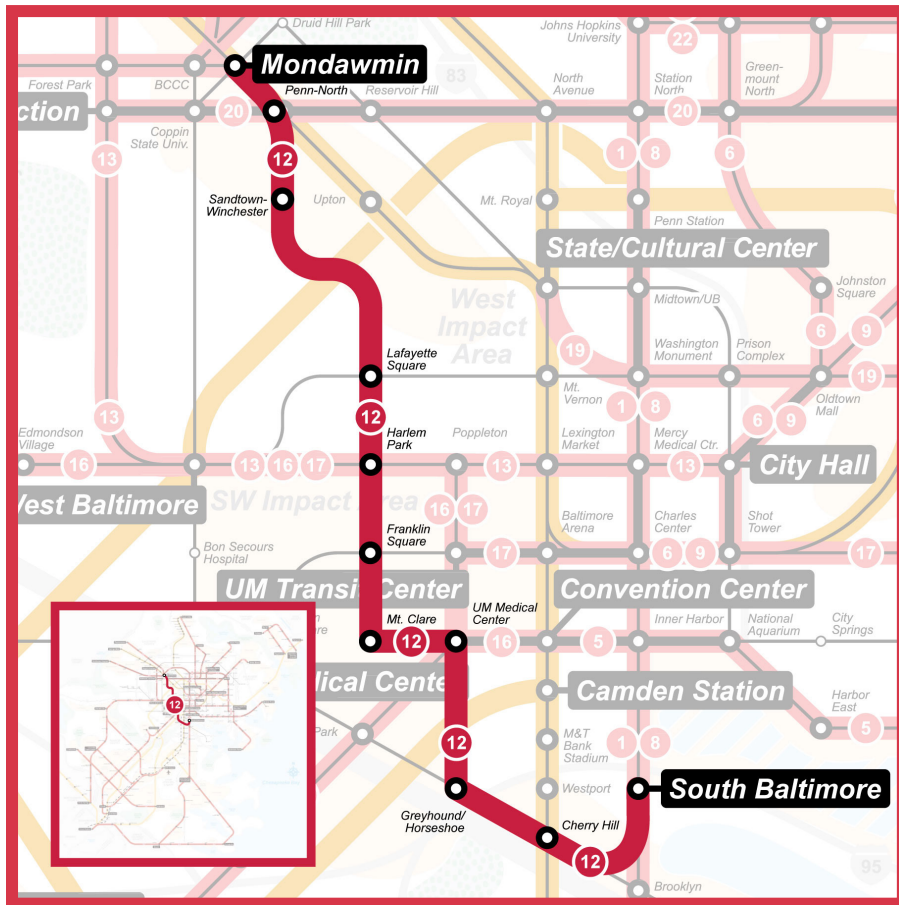 Druid Hill Park
Johns Hopkins
University
22
Mondawmin
83
Forest Park
BCCC
Penn-North
Reservoir Hill
North
Avenue
Station
North
Green-
mount
North
ction
20
20
Coppin
State Univ.
13
12
1
8
6
Sandtown-
Winchester
Upton
Mt. Royal
Penn Station
State/Cultural Center
West
Impact
Area
Midtown/UB
Johnston
Square
6
9
Lafayette
Square
19
Washington
Monument
Prison
Complex
19
Mt.
Vernon
Oldtown
Mall
13
12
1
8
6
9
Edmondson
Village
Harlem
Park
Poppleton
Lexington
Market
Mercy
Medical Ctr.
16
13
16
17
13
13
City Hall
West Baltimore
SW Impact Area
16
17
Bon Secours
Hospital
Franklin
Square
Baltimore
Arena
Charles
Center
Shot
Tower
17
6
9
17
UM Transit Center
Convention Center
Mt. Clare
UM Medical
Center
Inner Harbor
National
Aquarium
City
Springs
12
16
5
dical Cente
Camden Station
Harbor
East
5
Park
12
M&T
Bank
Stadium
1
8
12
Westport
South Baltimore
Greyhound/
Horseshoe
Cherry Hill
12
95
Brooklyn